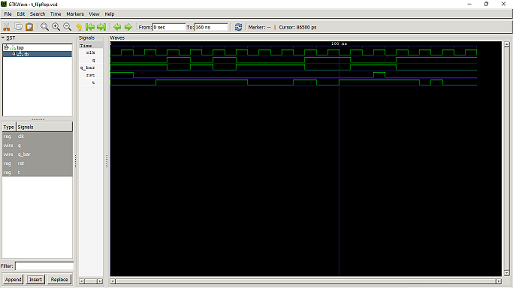 GTKWave - t_flipflop.vcd
File Edit Search Time Markers View Help
From: 0 sec To: 160 ns Marker: -- | Cursor: 86500 ps
SST
top
tb
Type Signals
reg clk
wire q
wire q_bar
reg rst
reg t
Filter:
Append Insert Replace
Signals
Time
clk
q
q_bar
rst
t
Waves
100 ns